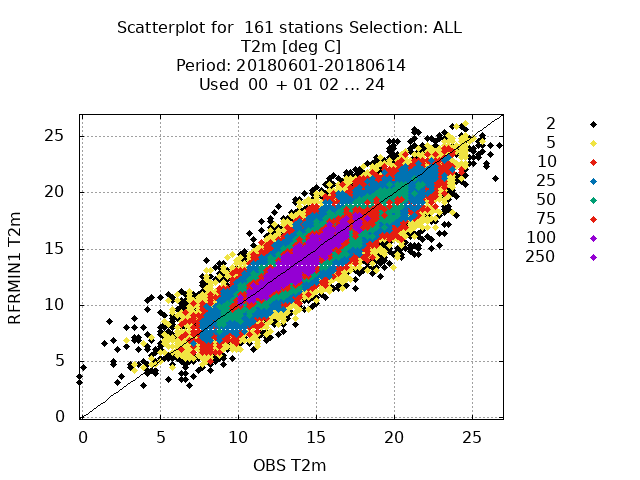 Scatterplot for  161 stations Selection: ALL
T2m [deg C]
Period: 20180601-20180614
Used  00 + 01 02 ... 24
2
5
10
25
50
75
100
250
25
20
15
10
5
0
RFRMIN1 T2m
0 5 10 15 20 25
OBS T2m